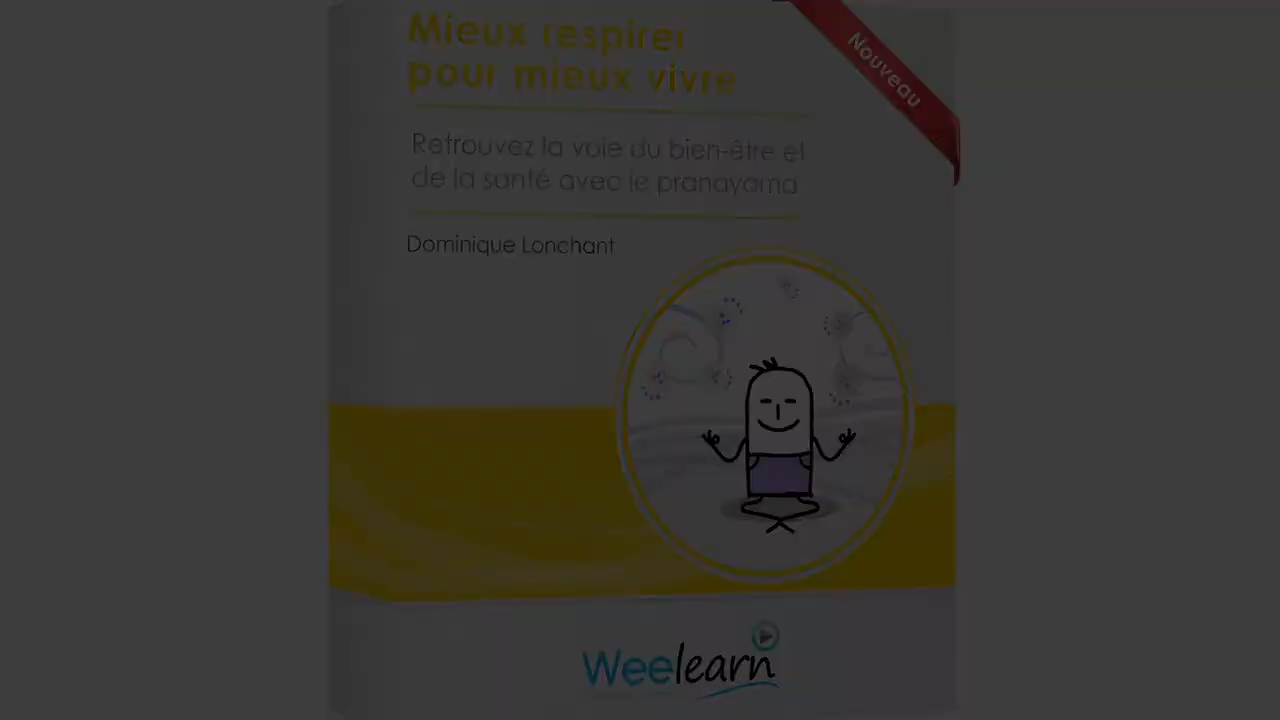 Mieux respirer
pour mieux vivre
Nouveau
Retrouvez la voie du bien-être et
de la santé avec le pranayama
Dominique Lonchant
Weelearn